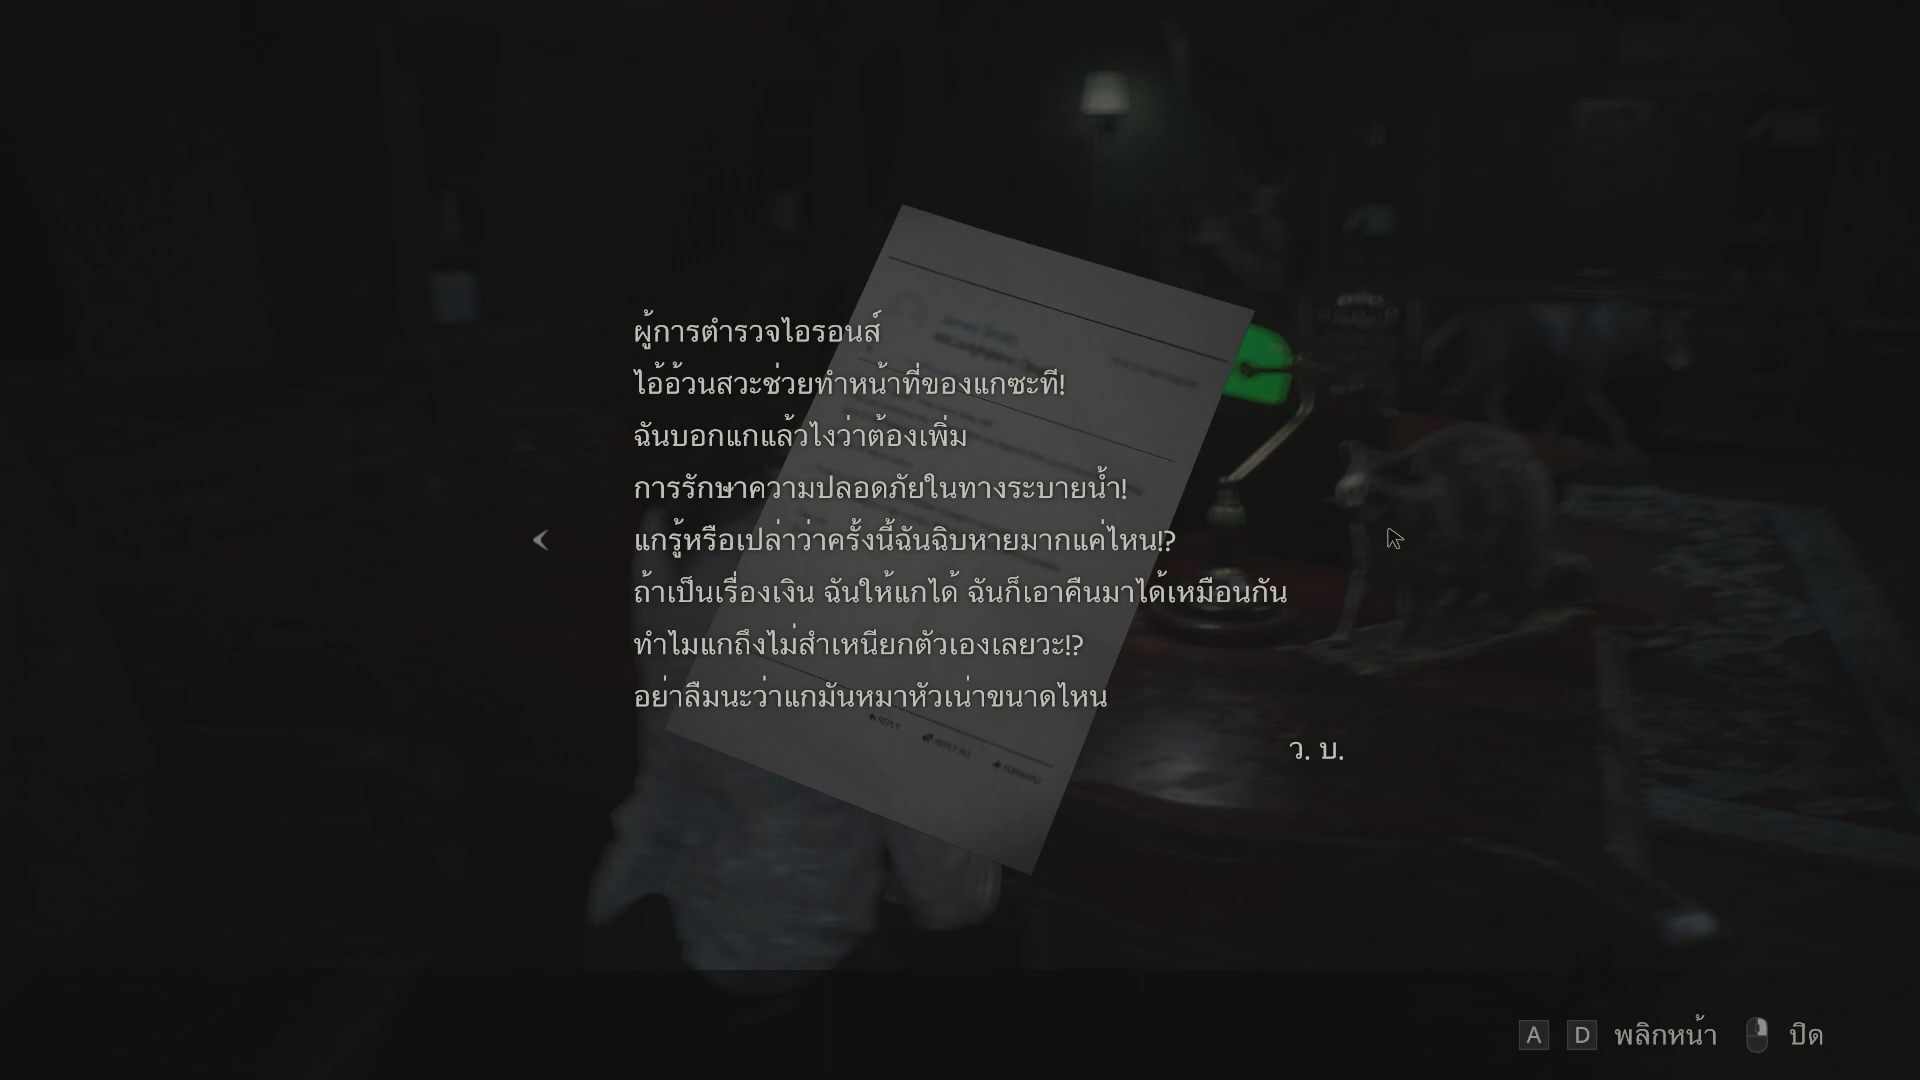 ผู้การตำรวจไอรอนส์
ไอ้อ้วนสวะช่วยทำหน้าที่ของแกซะที!
ฉันบอกแกแล้วไงว่าต้องเพิ่ม
การรักษาความปลอดภัยในทางระบายน้ำ!
แกรู้หรือเปล่าว่าครั้งนี้ฉันฉิบหายมากแค่ไหน!?
ถ้าเป็นเรื่องเงิน ฉันให้แกได้ ฉันก็เอาคืนมาได้เหมือนกัน
ทำไมแกถึงไม่สำเหนียกตัวเองเลยวะ!?
อย่าลืมนะว่าแกมันหมาหัวเน่าขนาดไหน
ว. บ.
REPLY
REPLY ALL
FORWARD
A D พลิกหน้า ปิด